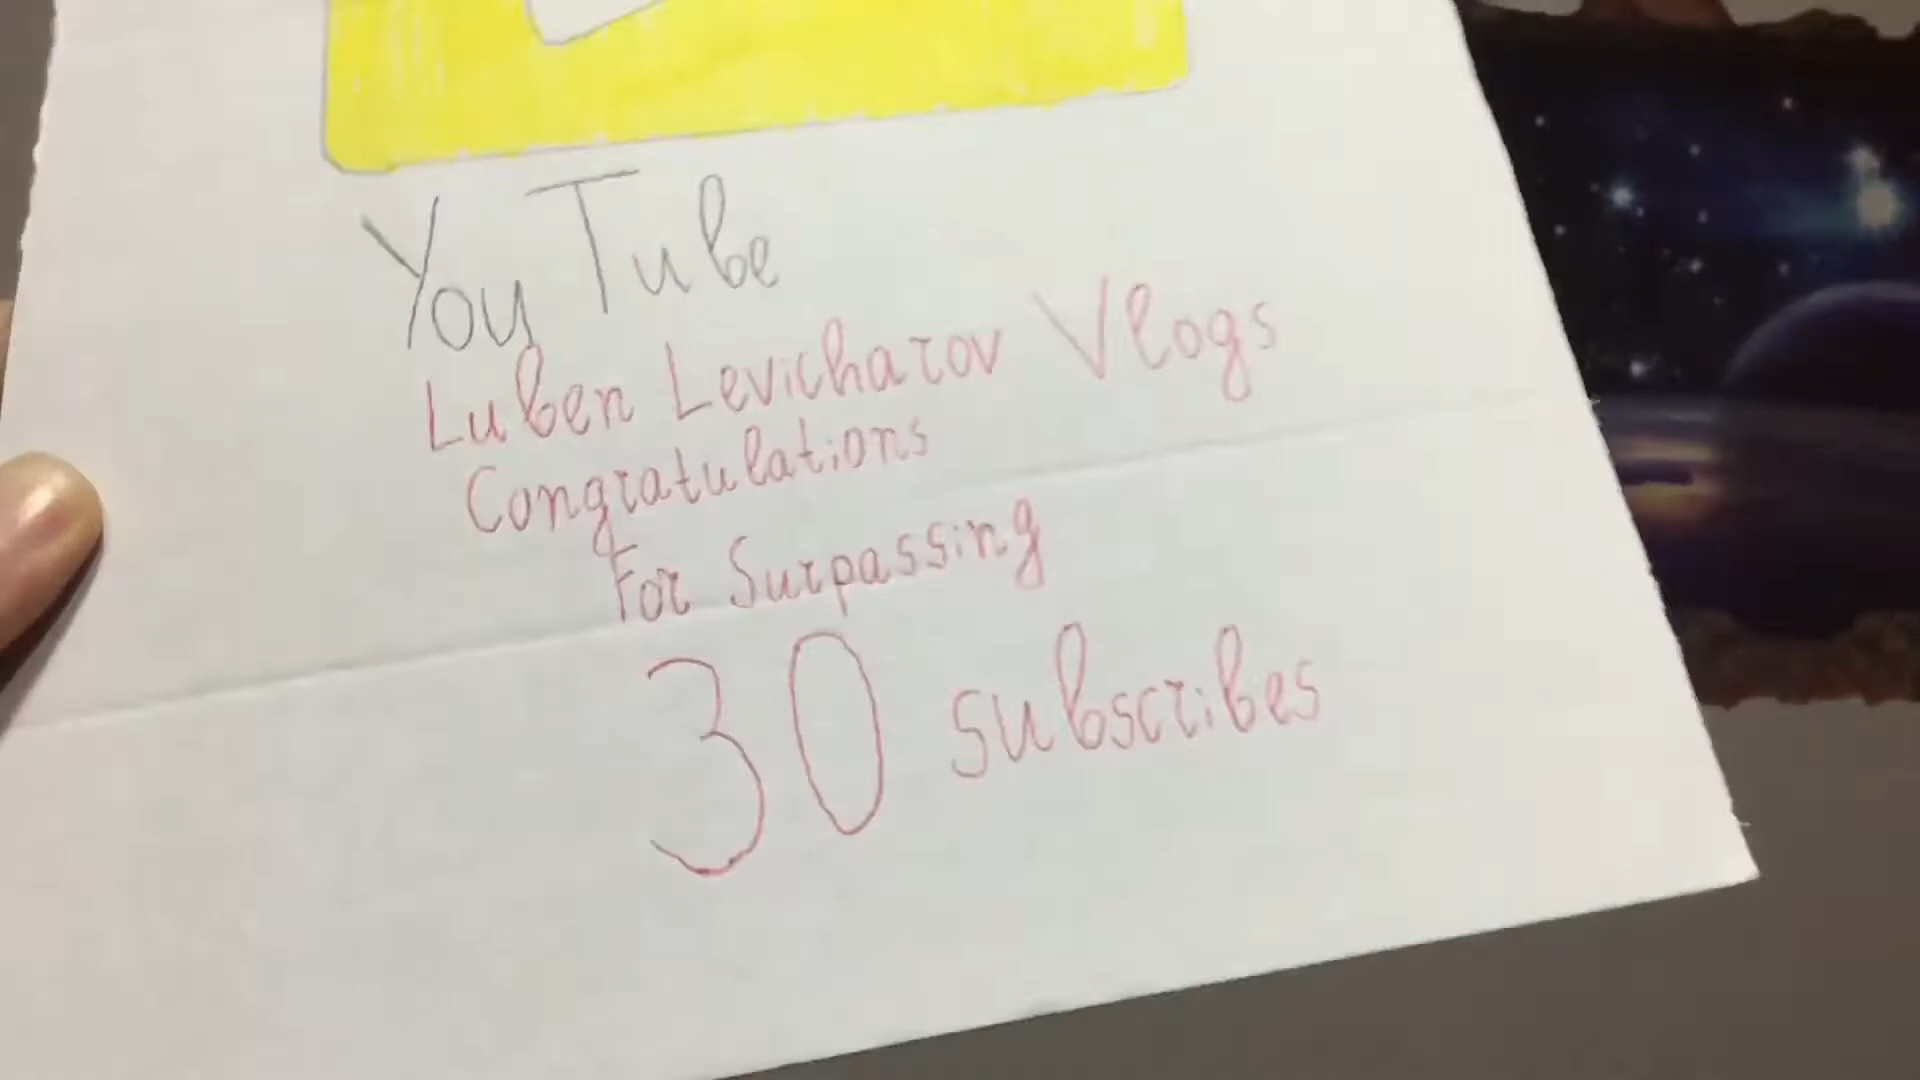 YouTube
Luben Levicharov Vlogs
Congratulations
For Surpassing
30 subscribes